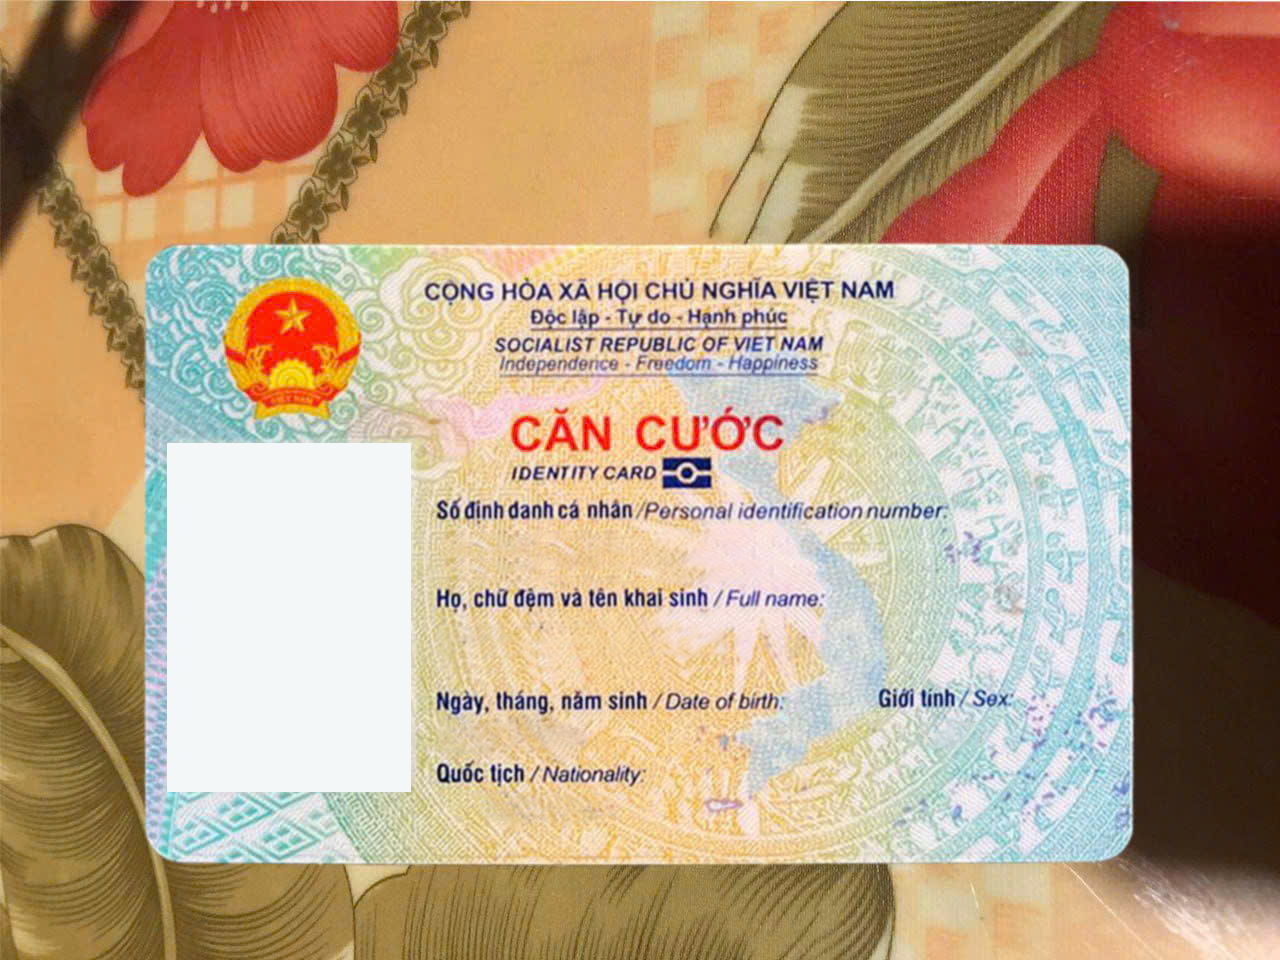 CỘNG HÒA XÃ HỘI CHỦ NGHĨA VIỆT NAM
Độc lập - Tự do - Hạnh phúc
SOCIALIST REPUBLIC OF VIET NAM
Independence - Freedom - Happiness
VIỆT NAM
CĂN CƯỚC
IDENTITY CARD
Số định danh cá nhân /Personal identification number:
Họ, chữ đệm và tên khai sinh / Full name:
Ngày, tháng, năm sinh / Date of birth: Giới tính / Sex:
Quốc tịch / Nationality: